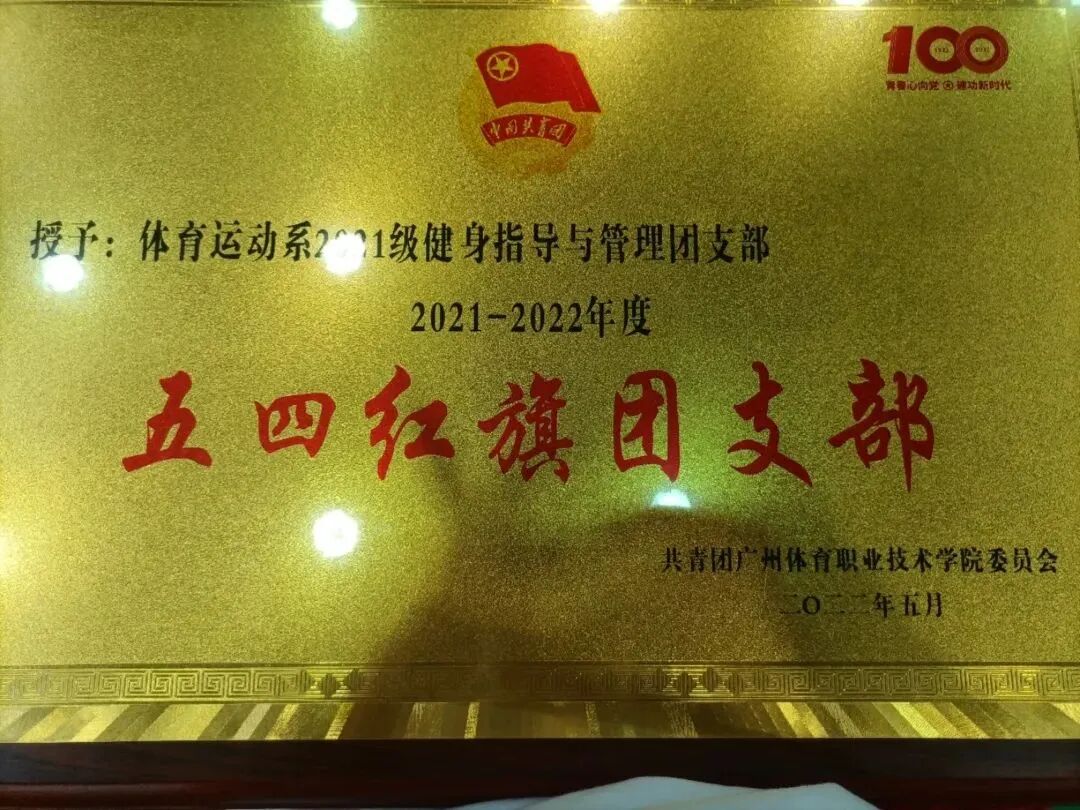 100
青春心向党 建功新时代
中国共青团
授予：体育运动系2021级健身指导与管理团支部
2021-2022年度
五四红旗团支部
共青团广州体育职业技术学院委员会
二〇二二年五月